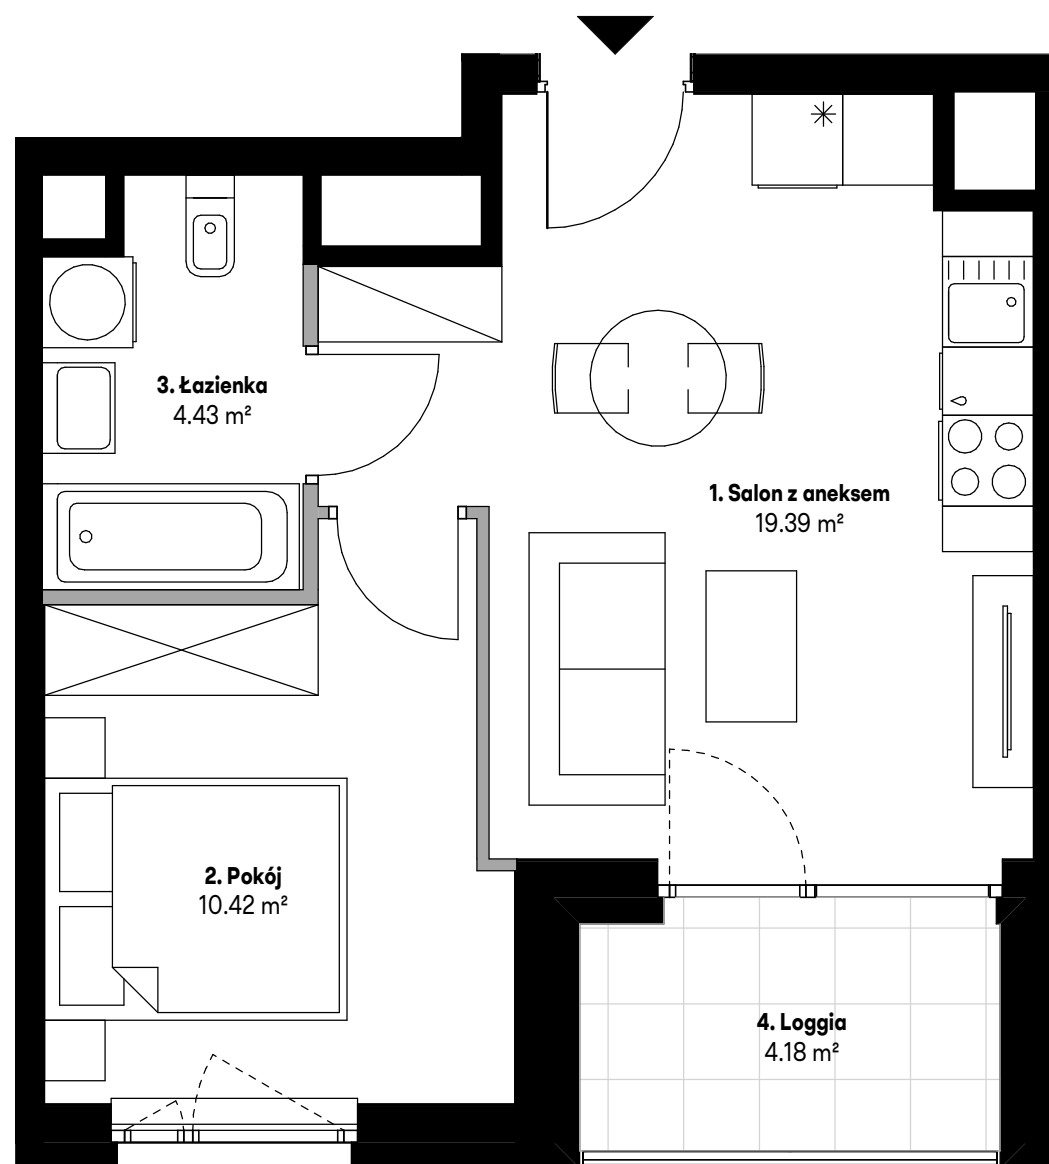 3. Łazienka
4.43 m²
1. Salon z aneksem
19.39 m²
2. Pokój
10.42 m²
4. Loggia
4.18 m²